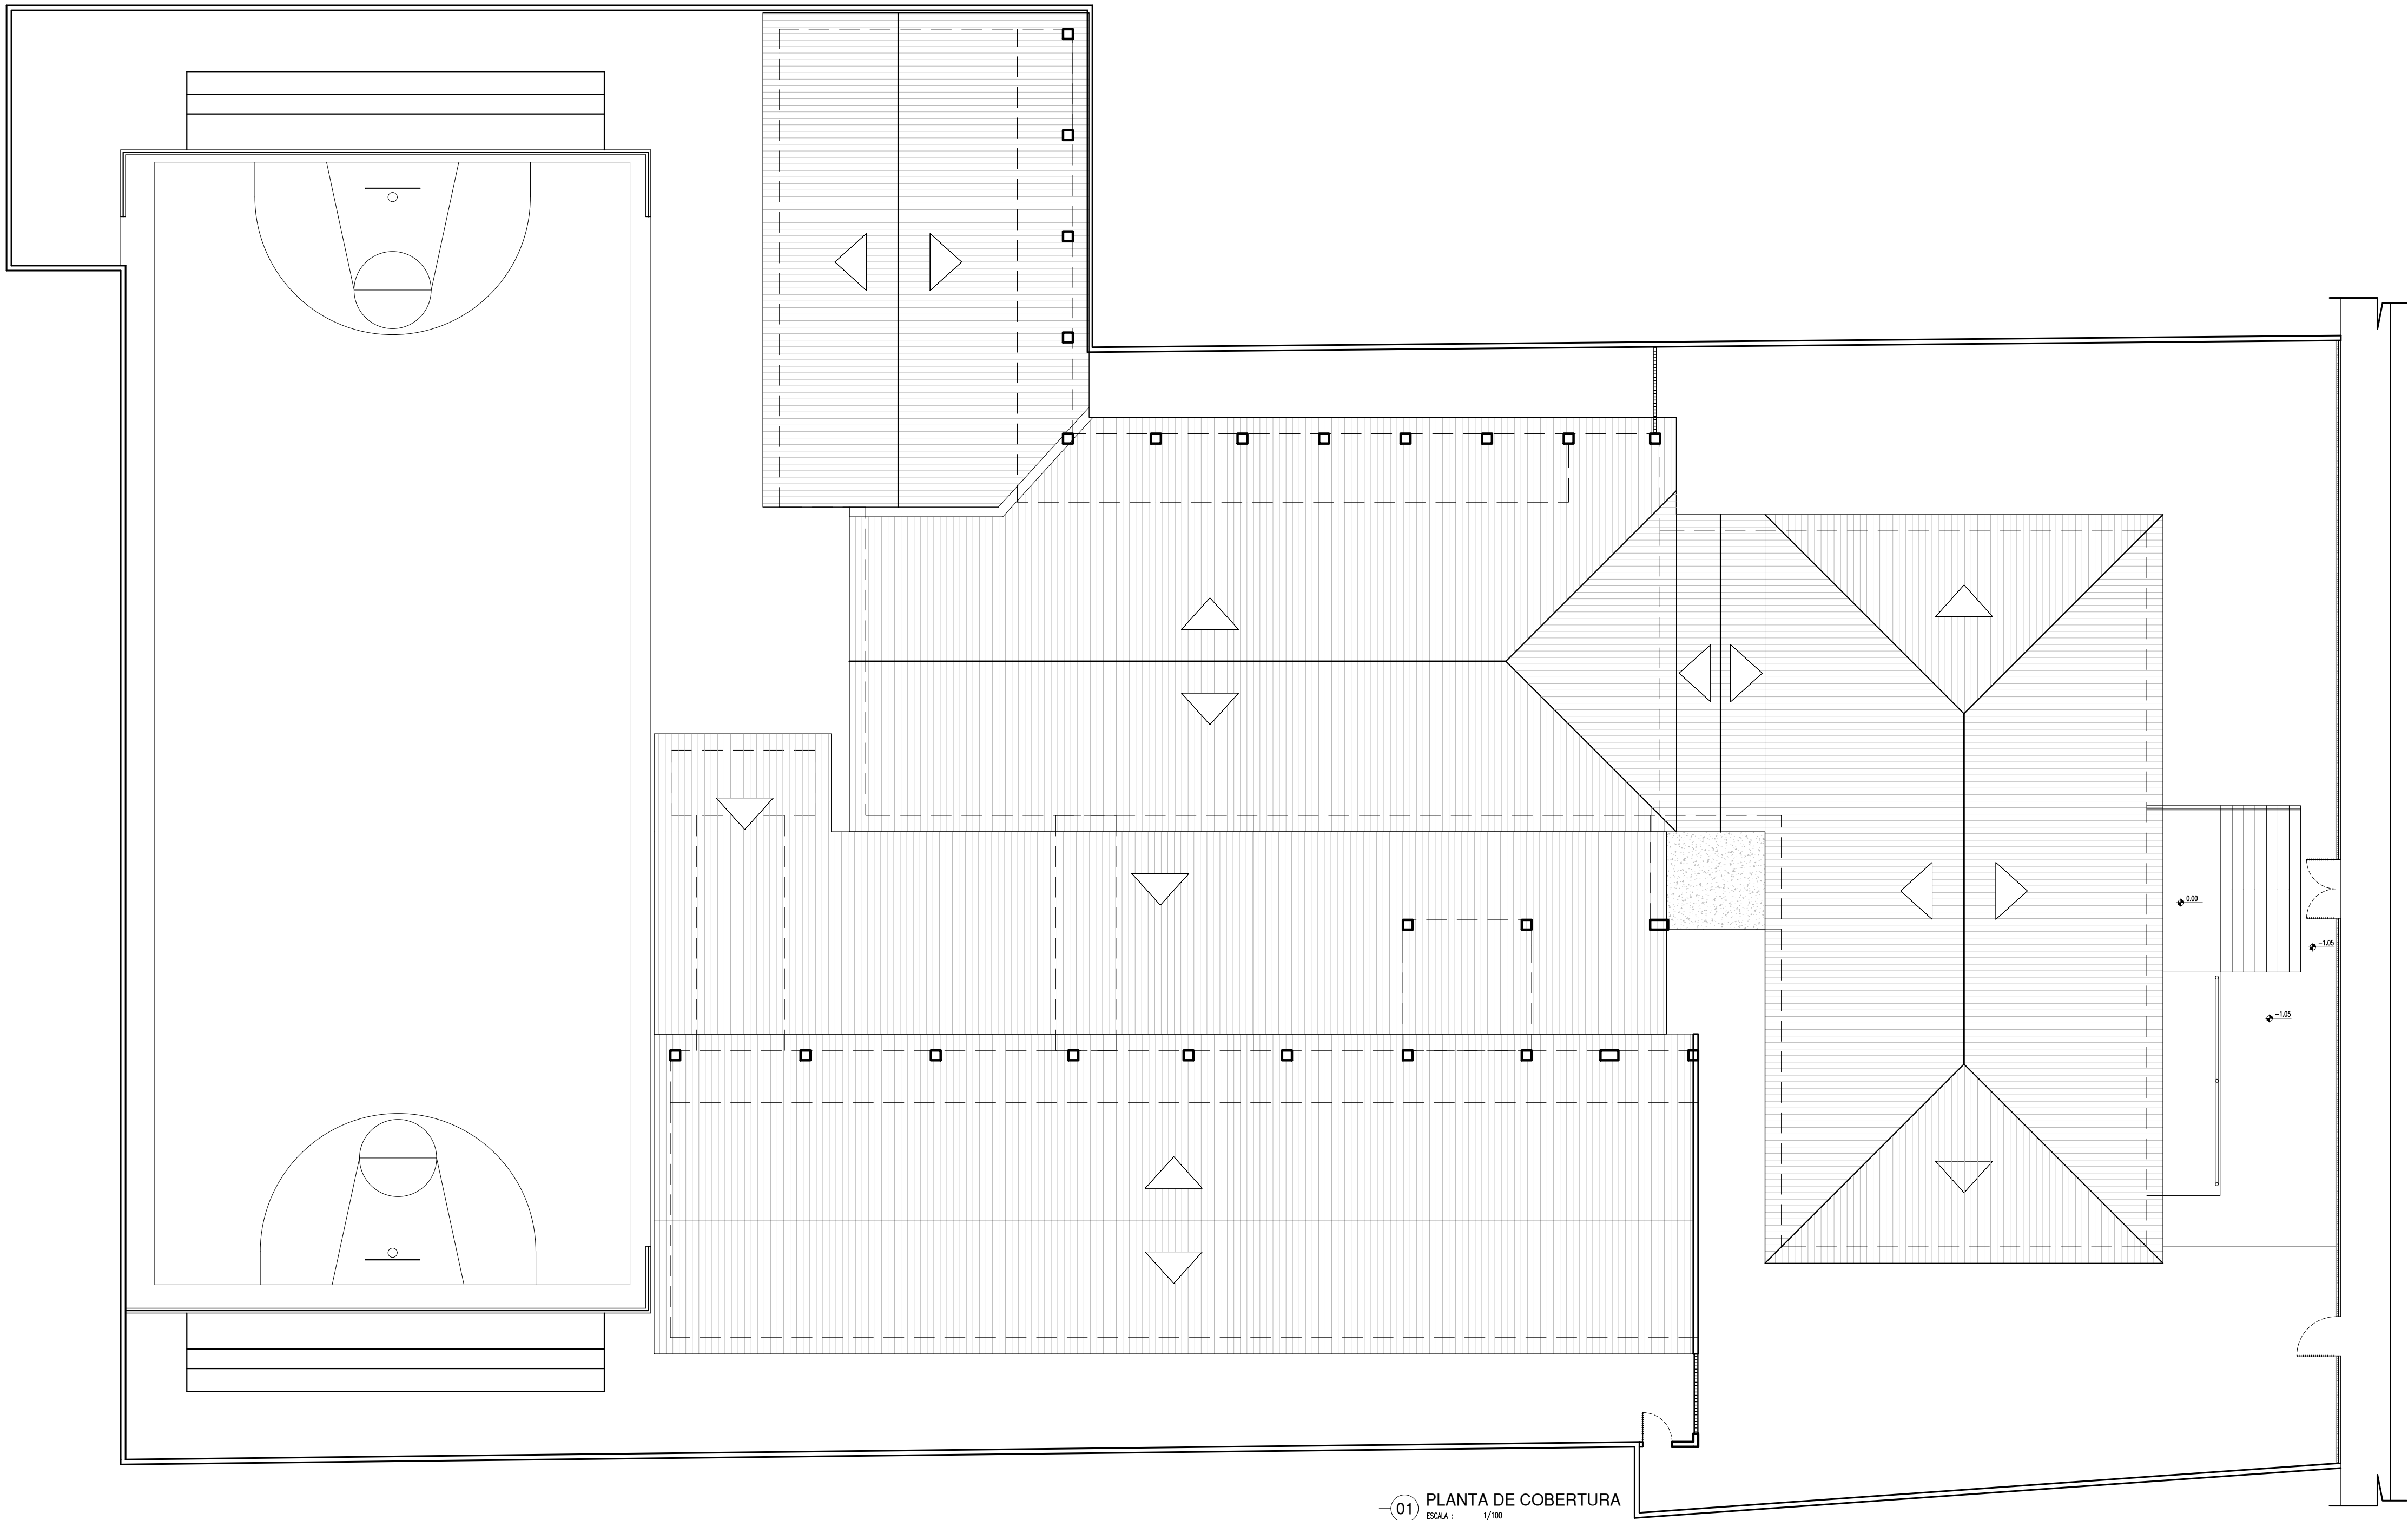 0.00
-1.05
-1.05
01 PLANTA DE COBERTURA
ESCALA : 1/100